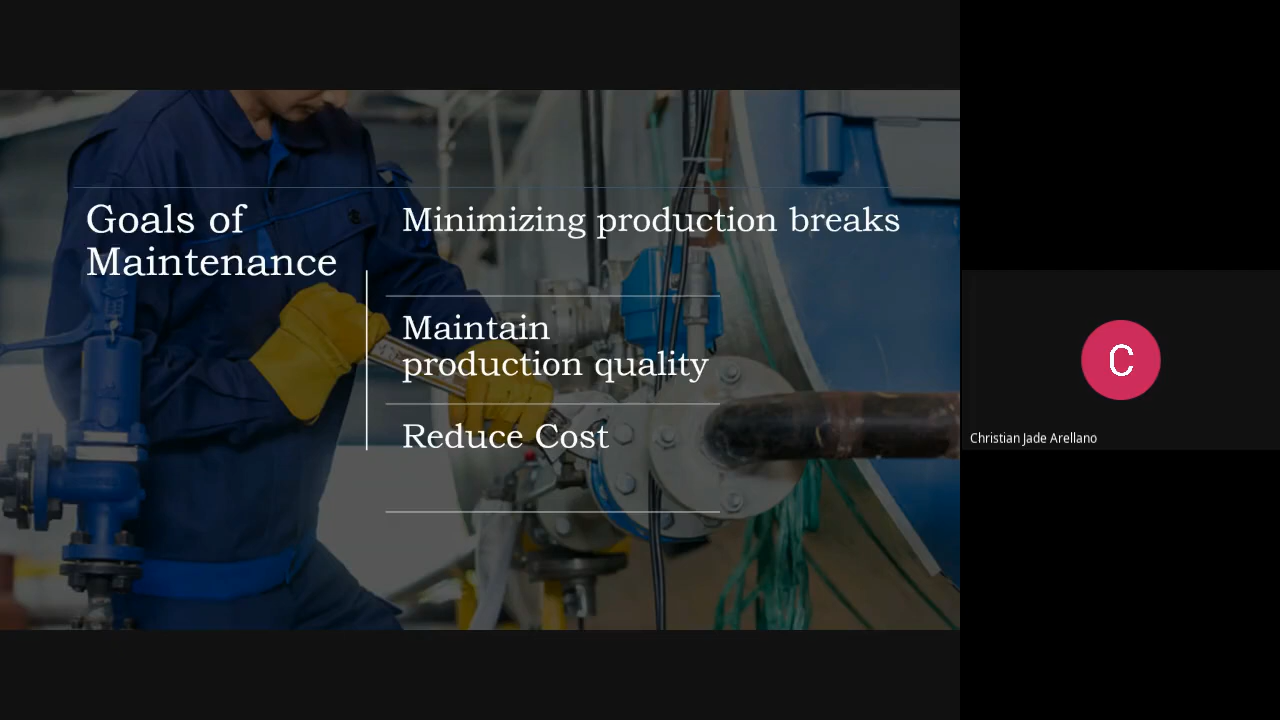 Goals of
Maintenance
Minimizing production breaks
Maintain
production quality
Reduce Cost
C
Christian Jade Arellano